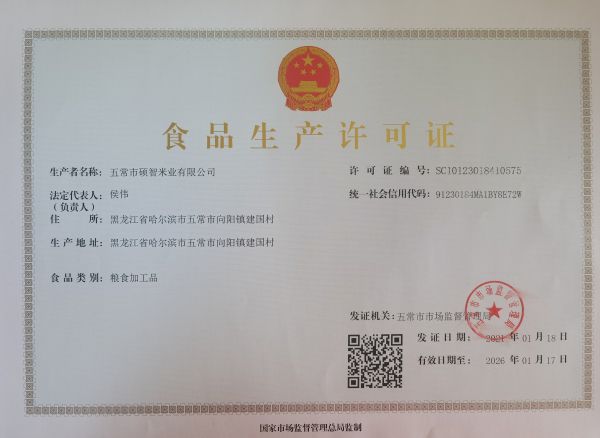 食品生产许可证
生产者名称：五常市硕智米业有限公司
许可证编号：SC10123018410575
法定代表人：侯伟
（负责人）
统一社会信用代码：91230184MA1BY8E72W
住所：黑龙江省哈尔滨市五常市向阳镇建国村
生产地址：黑龙江省哈尔滨市五常市向阳镇建国村
食品类别：粮食加工品
发证机关：五常市市场监督管理局
发证日期：2021年01月18日
有效日期至：2026年01月17日
国家市场监督管理总局监制